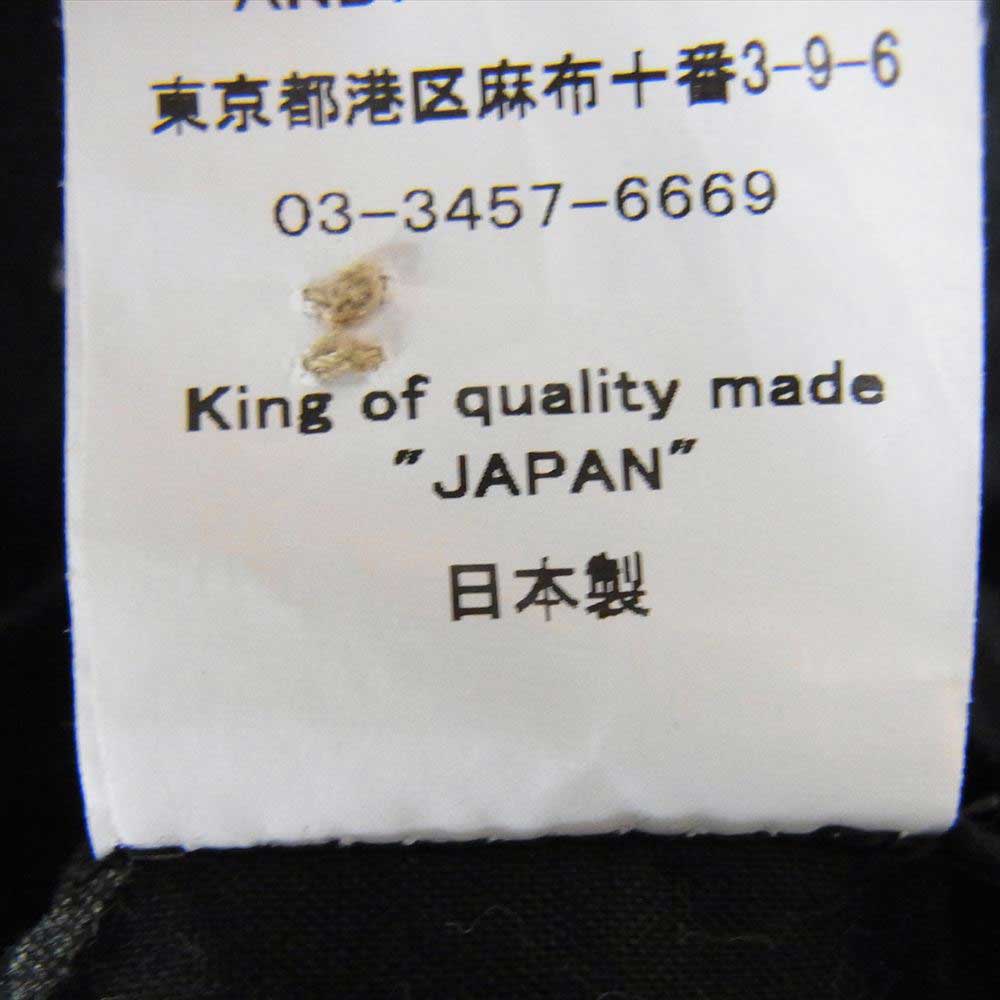 東京都港区麻布十番3-9-6
03-3457-6669
King of quality made
"JAPAN"
日本製